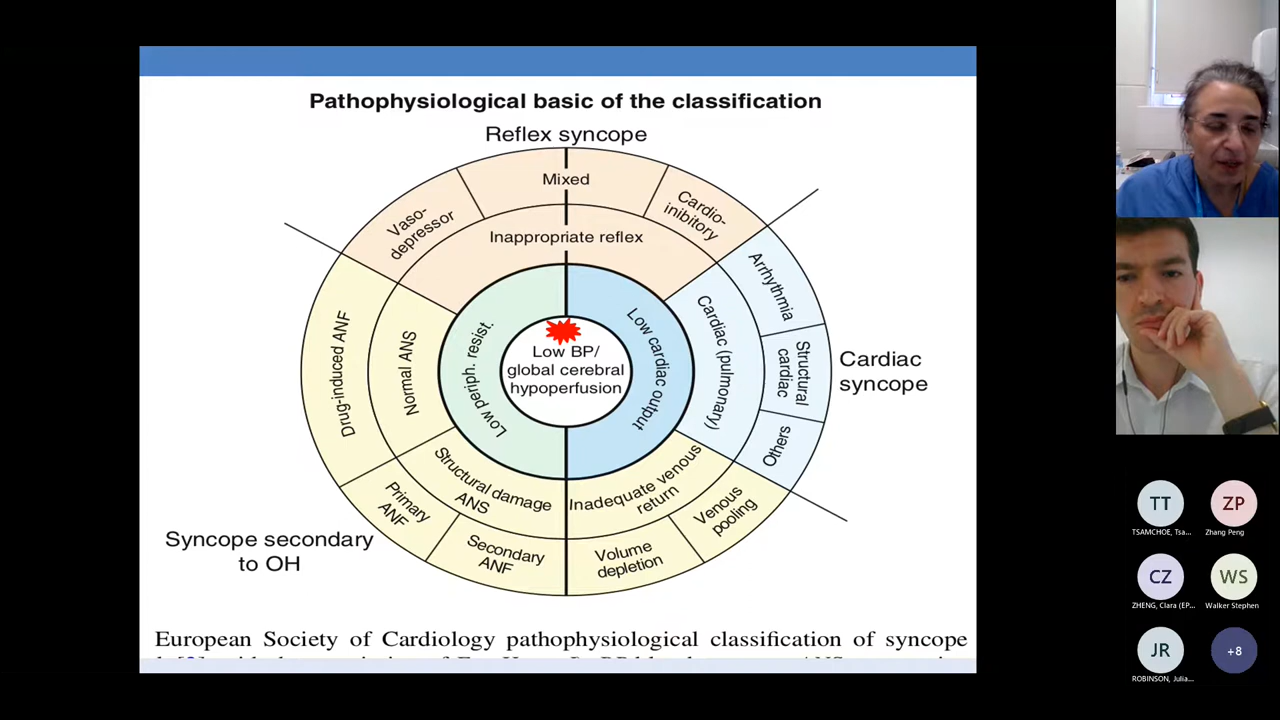 Pathophysiological basic of the classification
Reflex syncope
Mixed
Vaso-
depressor
Cardio-
inibitory
Inappropriate reflex
Arrhythmia
Structural
cardiac
Others
Cardiac (pulmonary)
Cardiac
syncope
Drug-induced ANF
Normal ANS
Low periph. resist.
Low cardiac output
Low BP/
global cerebral
hypoperfusion
Structural damage
ANS
Inadequate venous
return
Primary
ANF
Secondary
ANF
Volume
depletion
Venous
pooling
Syncope secondary
to OH
European Society of Cardiology pathophysiological classification of syncope
TT
TSAMCHOE, Tsa...
ZP
Zhang Peng
CZ
ZHENG, Clara (EP...
WS
Walker Stephen
JR
ROBINSON, Julia...
+8